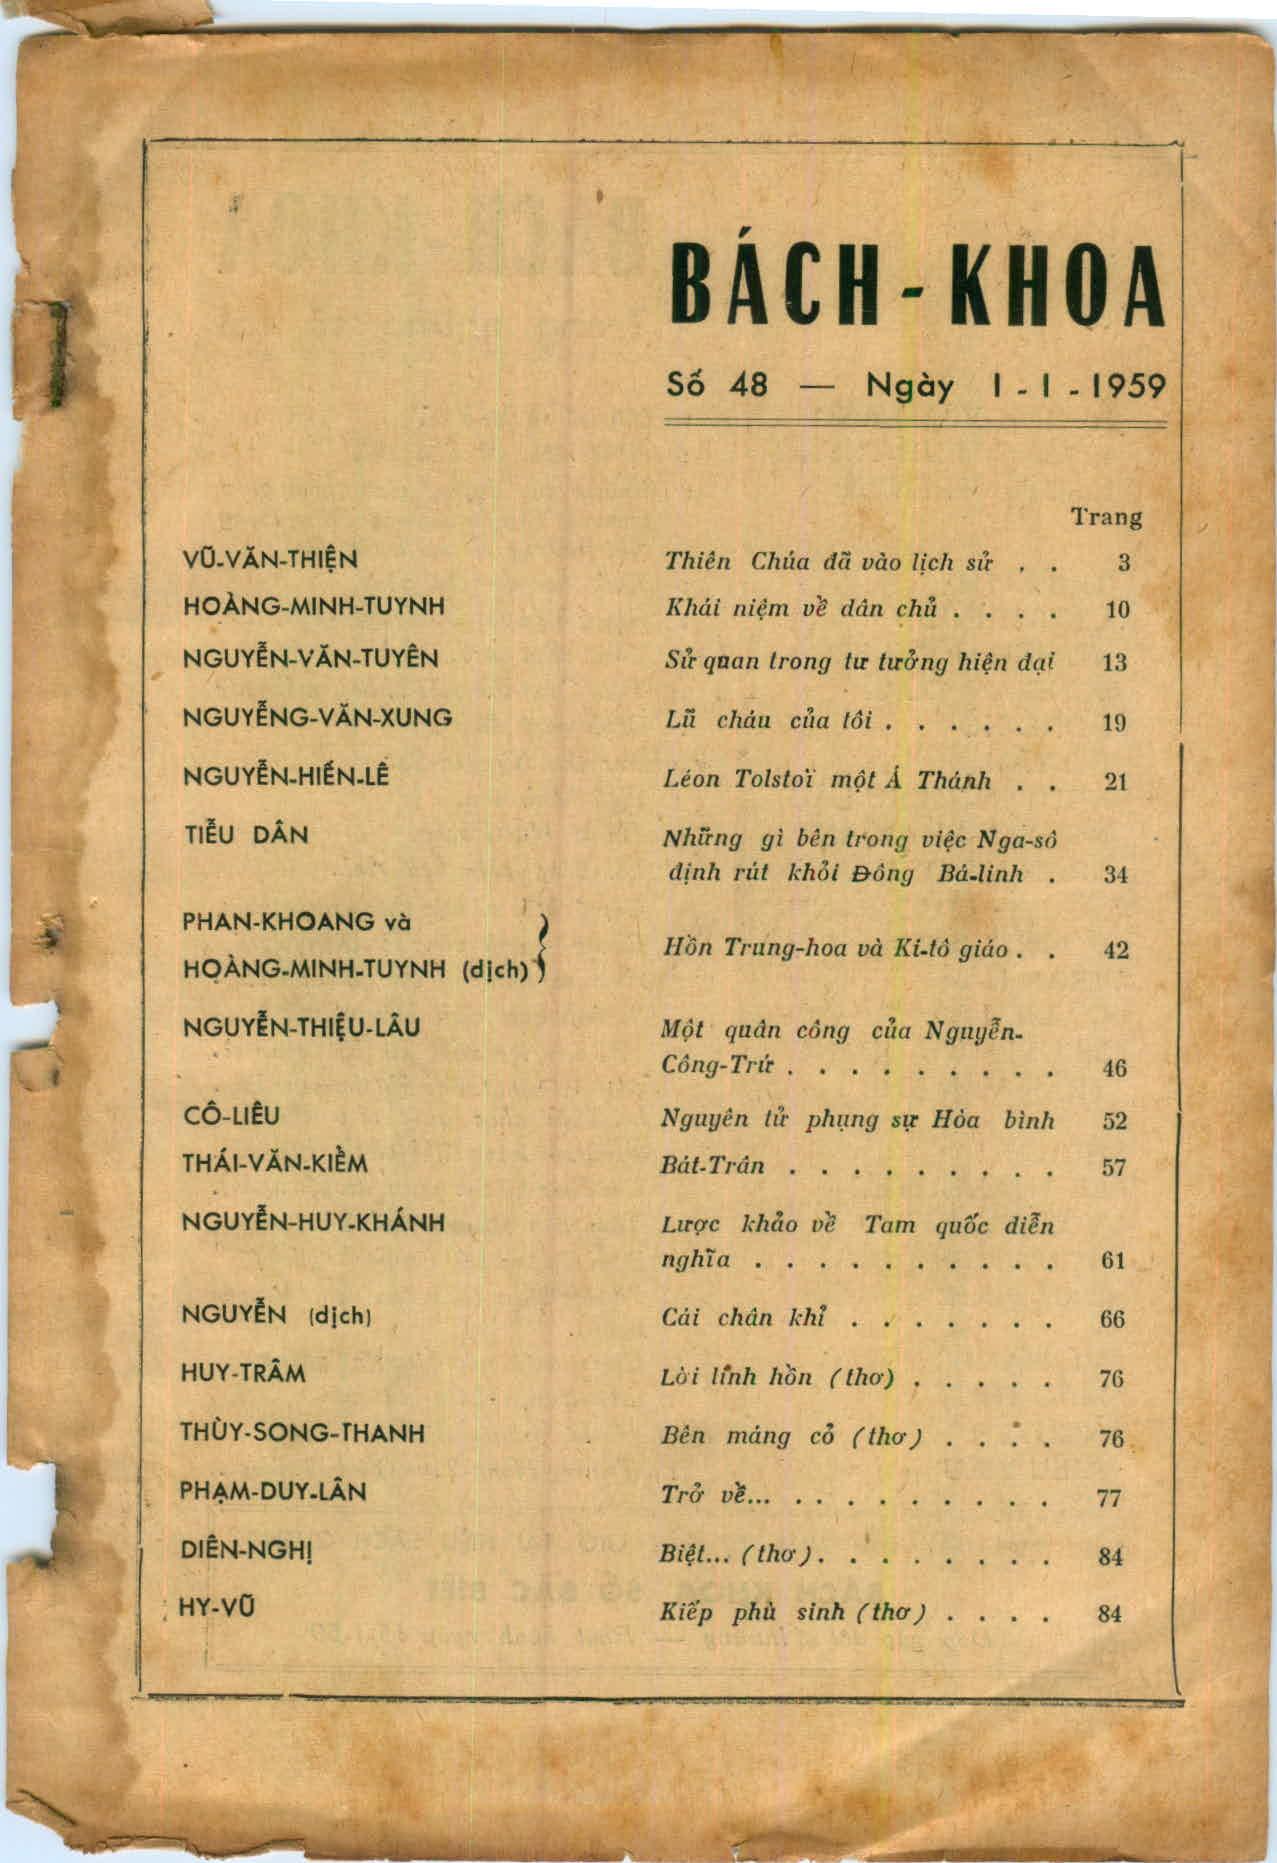 BÁCH - KHOA
Số 48 — Ngày 1 - 1 - 1959
Trang
VŨ-VĂN-THIỆN Thiên Chúa đã vào lịch sử . . 3
HOÀNG-MINH-TUYNH Khái niệm về dân chủ . . . . 10
NGUYỄN-VĂN-TUYÊN Sử quan trong tư tưởng hiện đại 13
NGUYỄNG-VĂN-XUNG Lũ cháu của tôi . . . . . . 19
NGUYỄN-HIẾN-LÊ Léon Tolstoï một Á Thánh . . 21
TIỄU DÂN Những gì bên trong việc Nga-sô
định rút khỏi Đông Bá-linh . 34
PHAN-KHOANG và
HOÀNG-MINH-TUYNH (dịch) } Hồn Trung-hoa và Ki-tô giáo . . 42
NGUYỄN-THIỆU-LÂU Một quân công của Nguyễn-
Công-Trứ . . . . . . . . . 46
CÔ-LIÊU Nguyên tử phụng sự Hòa bình 52
THÁI-VĂN-KIỀM Bát-Trân . . . . . . . . . 57
NGUYỄN-HUY-KHÁNH Lược khảo về Tam quốc diễn
nghĩa . . . . . . . . . . 61
NGUYỄN (dịch) Cái chân khỉ . . . . . . . 66
HUY-TRÂM Lời linh hồn (thơ) . . . . . 76
THÙY-SONG-THANH Bên máng cỏ (thơ) . . . . 76
PHẠM-DUY-LÂN Trở về... . . . . . . . . . 77
DIÊN-NGHỊ Biệt... (thơ) . . . . . . . . 84
HY-VŨ Kiếp phù sinh (thơ) . . . . 84